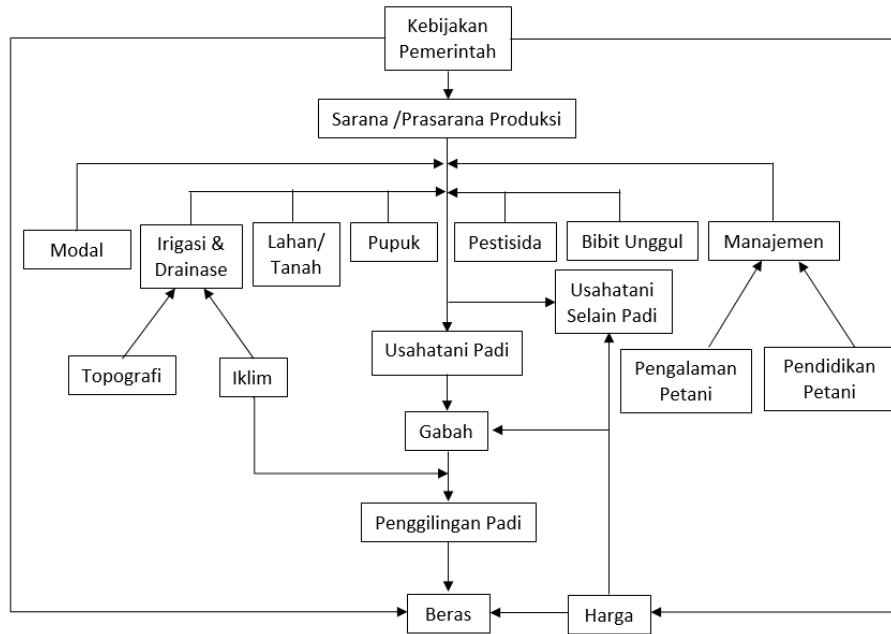 Kebijakan
Pemerintah
Sarana /Prasarana Produksi
Modal
Irigasi &
Drainase
Lahan/
Tanah
Pupuk
Pestisida
Bibit Unggul
Manajemen
Usahatani
Selain Padi
Usahatani Padi
Topografi
Iklim
Pengalaman
Petani
Pendidikan
Petani
Gabah
Penggilingan Padi
Beras
Harga